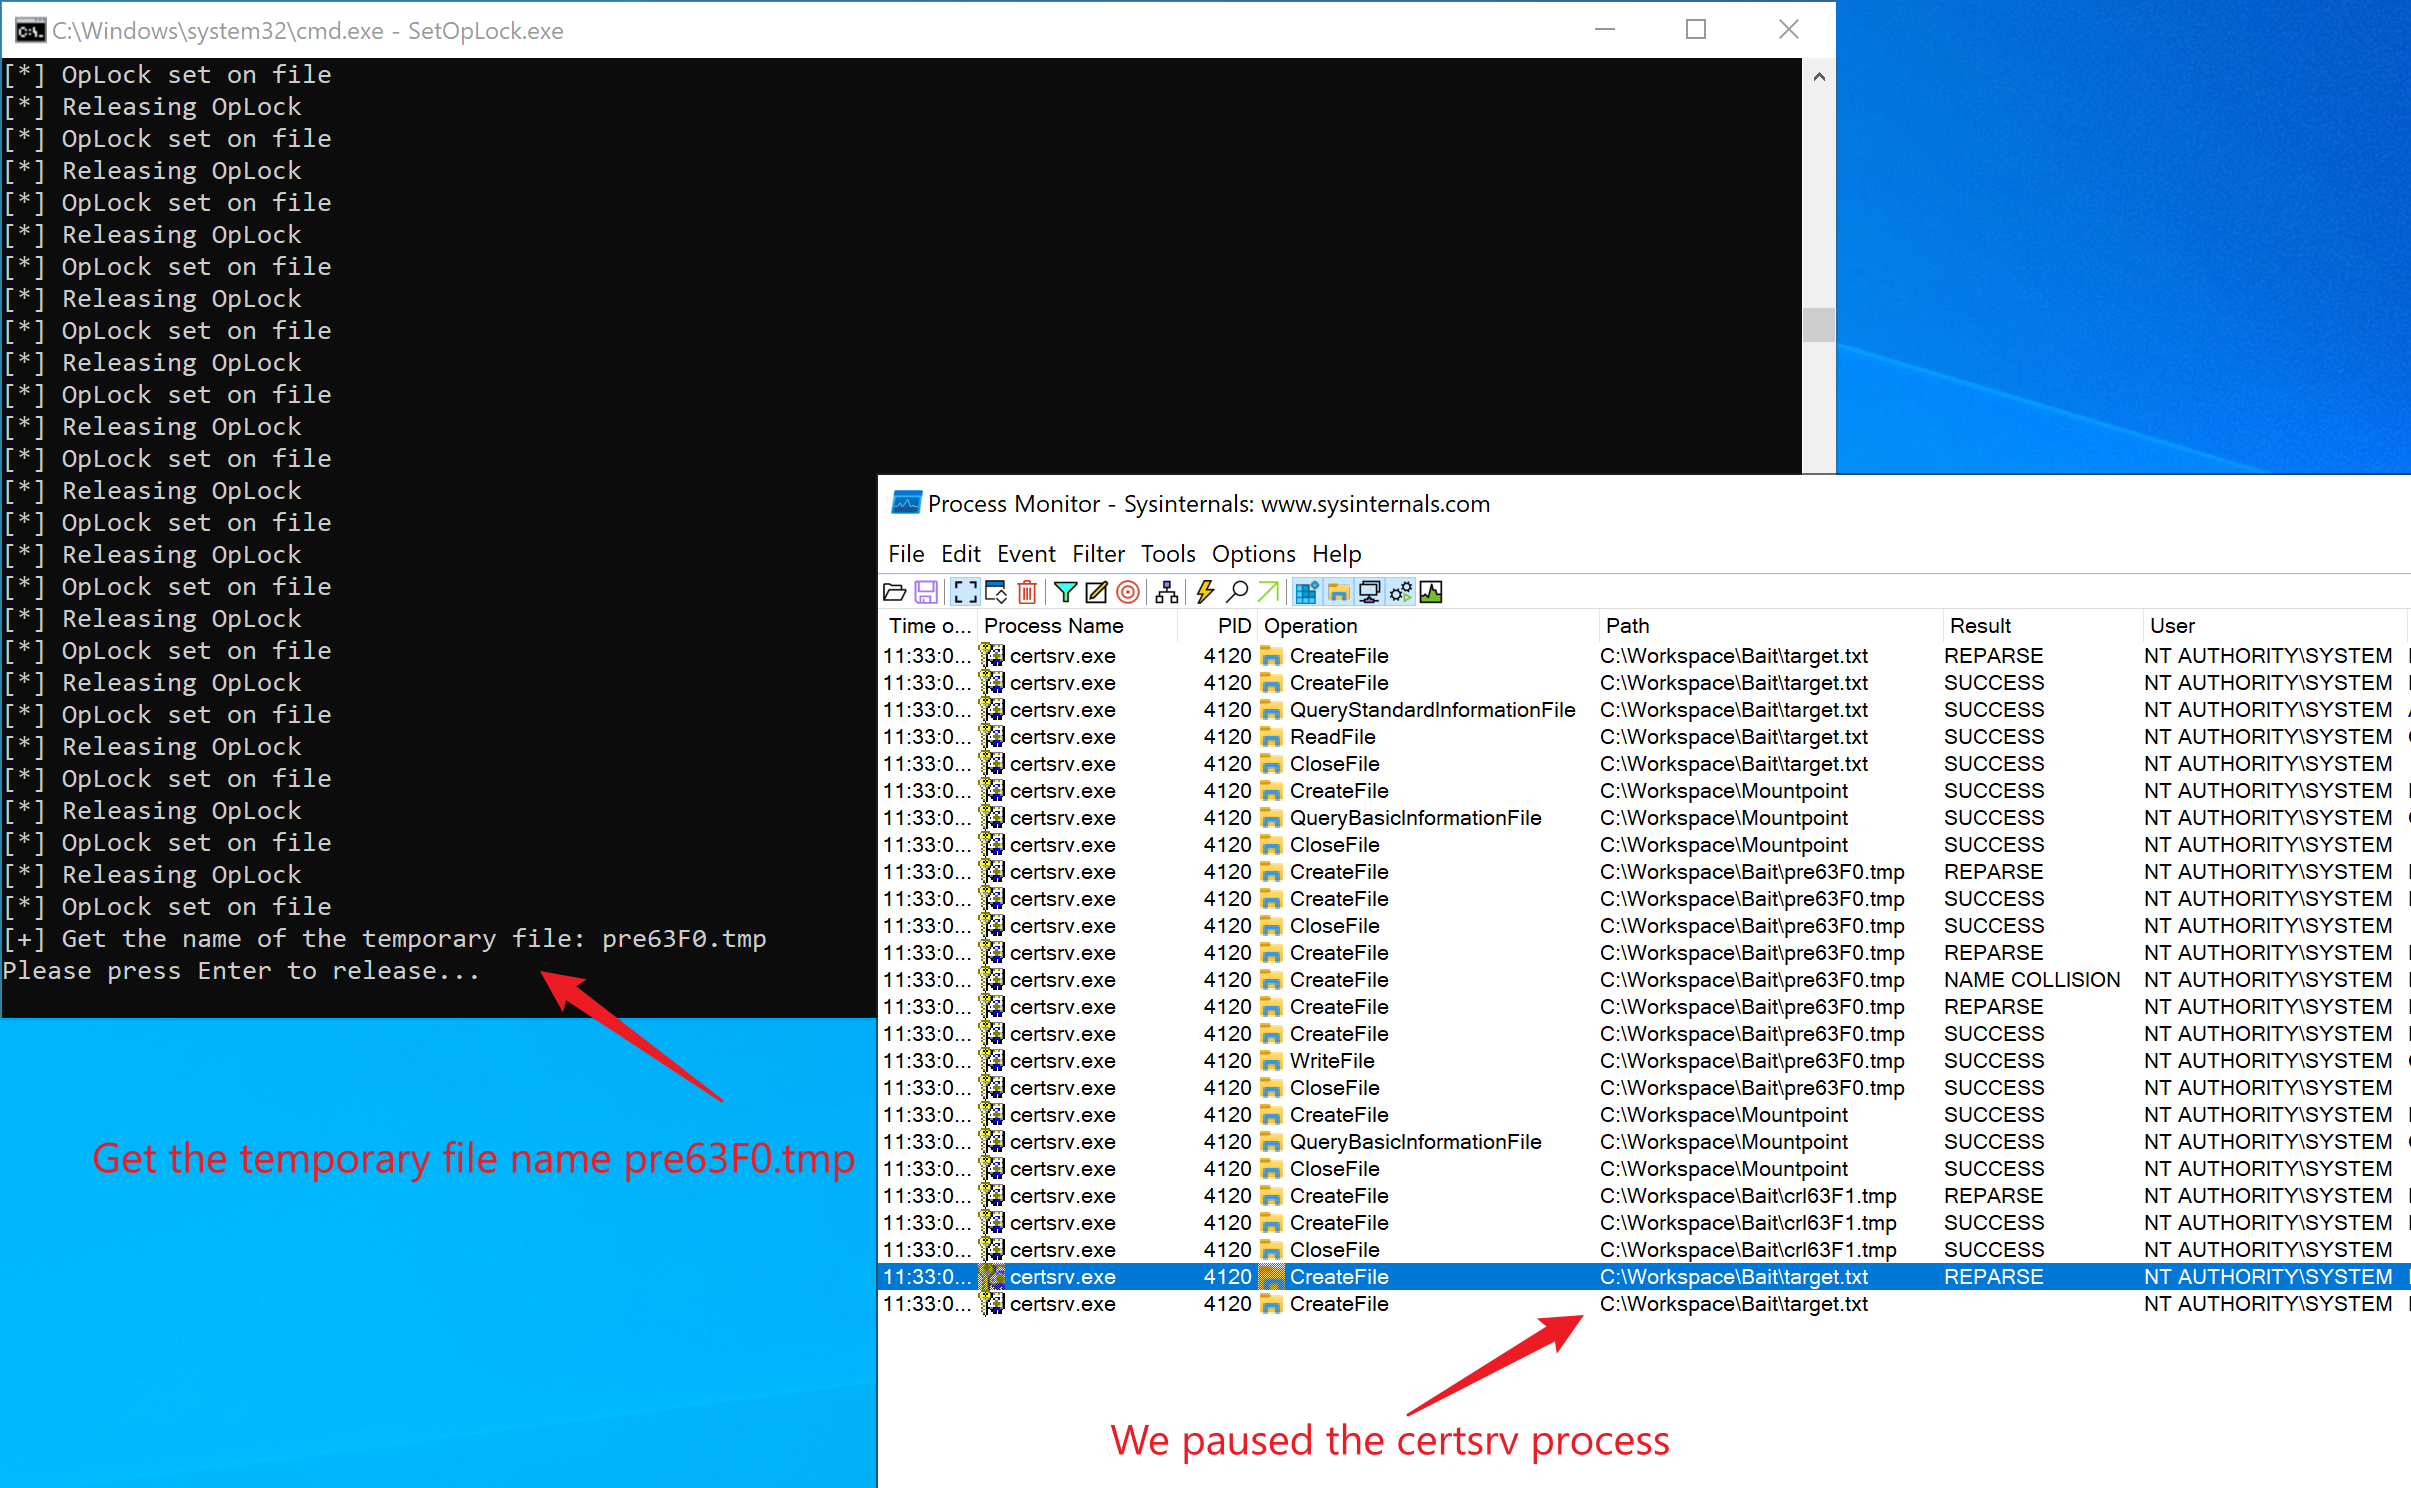 C:\Windows\system32\cmd.exe - SetOpLock.exe
[*] OpLock set on file
[*] Releasing OpLock
[*] OpLock set on file
[*] Releasing OpLock
[*] OpLock set on file
[*] Releasing OpLock
[*] OpLock set on file
[*] Releasing OpLock
[*] OpLock set on file
[*] Releasing OpLock
[*] OpLock set on file
[*] Releasing OpLock
[*] OpLock set on file
[*] Releasing OpLock
[*] OpLock set on file
[*] Releasing OpLock
[*] OpLock set on file
[*] Releasing OpLock
[*] OpLock set on file
[*] Releasing OpLock
[*] OpLock set on file
[*] Releasing OpLock
[*] OpLock set on file
[*] Releasing OpLock
[*] OpLock set on file
[*] Releasing OpLock
[*] OpLock set on file
[+] Get the name of the temporary file: pre63F0.tmp
Please press Enter to release...
Get the temporary file name pre63F0.tmp
Process Monitor - Sysinternals: www.sysinternals.com
File Edit Event Filter Tools Options Help
Time o... Process Name PID Operation Path Result User
11:33:0... certsrv.exe 4120 CreateFile C:\Workspace\Bait\target.txt REPARSE NT AUTHORITY\SYSTEM
11:33:0... certsrv.exe 4120 CreateFile C:\Workspace\Bait\target.txt SUCCESS NT AUTHORITY\SYSTEM
11:33:0... certsrv.exe 4120 QueryStandardInformationFile C:\Workspace\Bait\target.txt SUCCESS NT AUTHORITY\SYSTEM
11:33:0... certsrv.exe 4120 ReadFile C:\Workspace\Bait\target.txt SUCCESS NT AUTHORITY\SYSTEM
11:33:0... certsrv.exe 4120 CloseFile C:\Workspace\Bait\target.txt SUCCESS NT AUTHORITY\SYSTEM
11:33:0... certsrv.exe 4120 CreateFile C:\Workspace\Mountpoint SUCCESS NT AUTHORITY\SYSTEM
11:33:0... certsrv.exe 4120 QueryBasicInformationFile C:\Workspace\Mountpoint SUCCESS NT AUTHORITY\SYSTEM
11:33:0... certsrv.exe 4120 CloseFile C:\Workspace\Mountpoint SUCCESS NT AUTHORITY\SYSTEM
11:33:0... certsrv.exe 4120 CreateFile C:\Workspace\Bait\pre63F0.tmp REPARSE NT AUTHORITY\SYSTEM
11:33:0... certsrv.exe 4120 CreateFile C:\Workspace\Bait\pre63F0.tmp SUCCESS NT AUTHORITY\SYSTEM
11:33:0... certsrv.exe 4120 CloseFile C:\Workspace\Bait\pre63F0.tmp SUCCESS NT AUTHORITY\SYSTEM
11:33:0... certsrv.exe 4120 CreateFile C:\Workspace\Bait\pre63F0.tmp REPARSE NT AUTHORITY\SYSTEM
11:33:0... certsrv.exe 4120 CreateFile C:\Workspace\Bait\pre63F0.tmp NAME COLLISION NT AUTHORITY\SYSTEM
11:33:0... certsrv.exe 4120 CreateFile C:\Workspace\Bait\pre63F0.tmp REPARSE NT AUTHORITY\SYSTEM
11:33:0... certsrv.exe 4120 CreateFile C:\Workspace\Bait\pre63F0.tmp SUCCESS NT AUTHORITY\SYSTEM
11:33:0... certsrv.exe 4120 WriteFile C:\Workspace\Bait\pre63F0.tmp SUCCESS NT AUTHORITY\SYSTEM
11:33:0... certsrv.exe 4120 CloseFile C:\Workspace\Bait\pre63F0.tmp SUCCESS NT AUTHORITY\SYSTEM
11:33:0... certsrv.exe 4120 CreateFile C:\Workspace\Mountpoint SUCCESS NT AUTHORITY\SYSTEM
11:33:0... certsrv.exe 4120 QueryBasicInformationFile C:\Workspace\Mountpoint SUCCESS NT AUTHORITY\SYSTEM
11:33:0... certsrv.exe 4120 CloseFile C:\Workspace\Mountpoint SUCCESS NT AUTHORITY\SYSTEM
11:33:0... certsrv.exe 4120 CreateFile C:\Workspace\Bait\crl63F1.tmp REPARSE NT AUTHORITY\SYSTEM
11:33:0... certsrv.exe 4120 CreateFile C:\Workspace\Bait\crl63F1.tmp SUCCESS NT AUTHORITY\SYSTEM
11:33:0... certsrv.exe 4120 CloseFile C:\Workspace\Bait\crl63F1.tmp SUCCESS NT AUTHORITY\SYSTEM
11:33:0... certsrv.exe 4120 CreateFile C:\Workspace\Bait\target.txt REPARSE NT AUTHORITY\SYSTEM
11:33:0... certsrv.exe 4120 CreateFile C:\Workspace\Bait\target.txt NT AUTHORITY\SYSTEM
We paused the certsrv process